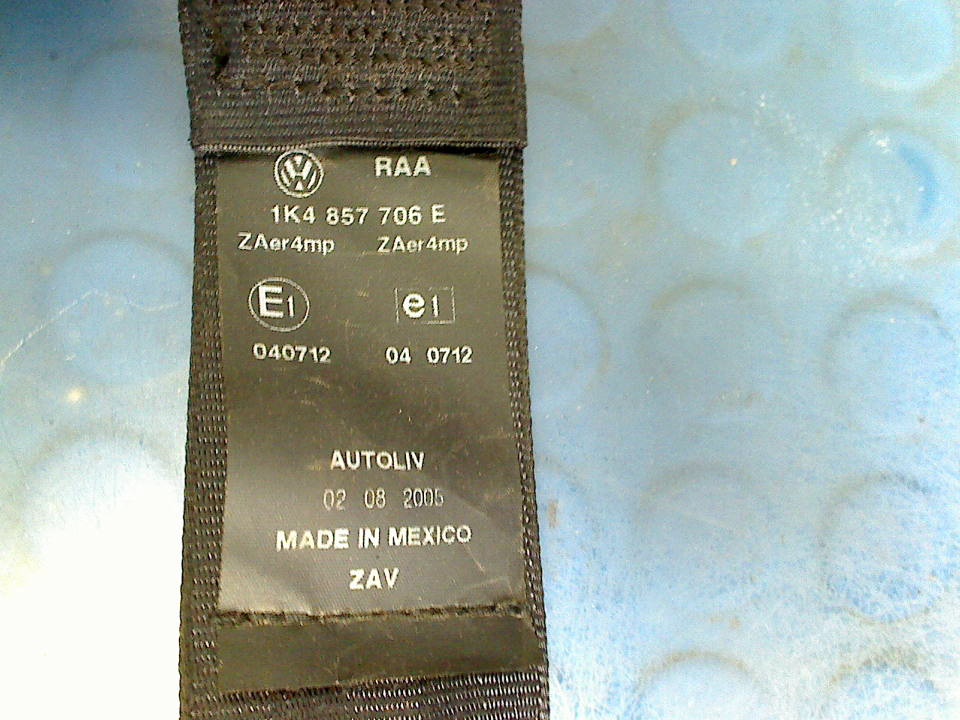 RAA
1K4 857 706 E
ZAer4mp ZAer4mp
E1 e1
040712 04 0712
AUTOLIV
02 08 2005
MADE IN MEXICO
ZAV